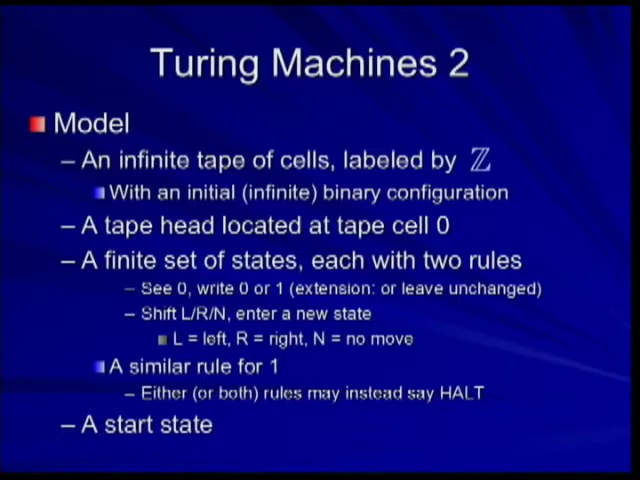 Turing Machines 2
Model
– An infinite tape of cells, labeled by ℤ
With an initial (infinite) binary configuration
– A tape head located at tape cell 0
– A finite set of states, each with two rules
– See 0, write 0 or 1 (extension: or leave unchanged)
– Shift L/R/N, enter a new state
L = left, R = right, N = no move
A similar rule for 1
– Either (or both) rules may instead say HALT
– A start state